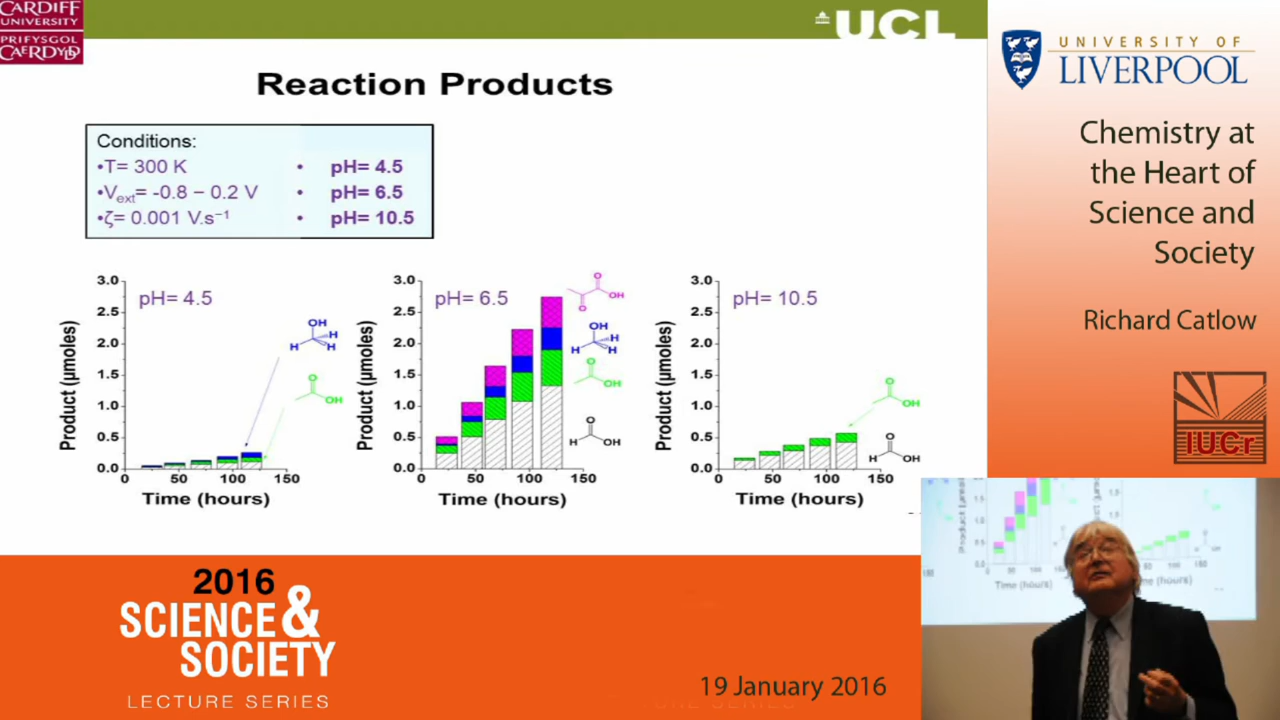 CARDIFF
UNIVERSITY
PRIFYSGOL
CAERDYDD
UCL
Reaction Products
Conditions:
•T= 300 K
•Vext= -0.8 – 0.2 V
•ζ= 0.001 V.s⁻¹
• pH= 4.5
• pH= 6.5
• pH= 10.5
3.0
2.5
2.0
1.5
1.0
0.5
0.0
Product (µmoles)
pH= 4.5
OH
H
H
H
O
OH
0 50 100 150
Time (hours)
3.0
2.5
2.0
1.5
1.0
0.5
0.0
Product (µmoles)
pH= 6.5
O
OH
O
OH
H
H
H
O
OH
O
H
OH
0 50 100 150
Time (hours)
3.0
2.5
2.0
1.5
1.0
0.5
0.0
Product (µmoles)
pH= 10.5
O
OH
O
H
OH
0 50 100 150
Time (hours)
UNIVERSITY OF
LIVERPOOL
Chemistry at
the Heart of
Science and
Society
Richard Catlow
IUCr
Time (hours)
2016
SCIENCE &
SOCIETY
LECTURE SERIES
19 January 2016